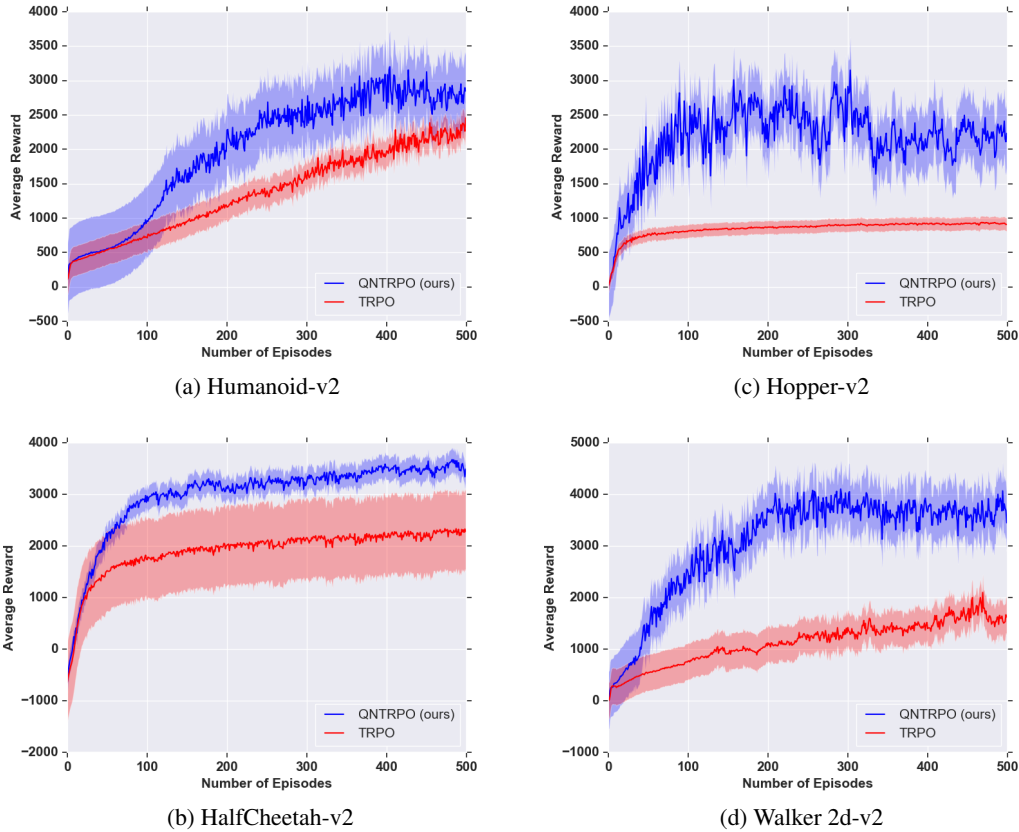 4000
3500
3000
2500
2000
1500
1000
500
0
−500
Average Reward
0 100 200 300 400 500
Number of Episodes
QNTRPO (ours)
TRPO
(a) Humanoid-v2
4000
3500
3000
2500
2000
1500
1000
500
0
−500
Average Reward
0 100 200 300 400 500
Number of Episodes
QNTRPO (ours)
TRPO
(c) Hopper-v2
4000
3000
2000
1000
0
−1000
−2000
Average Reward
0 100 200 300 400 500
Number of Episodes
QNTRPO (ours)
TRPO
(b) HalfCheetah-v2
5000
4000
3000
2000
1000
0
−1000
Average Reward
0 100 200 300 400 500
Number of Episodes
QNTRPO (ours)
TRPO
(d) Walker 2d-v2